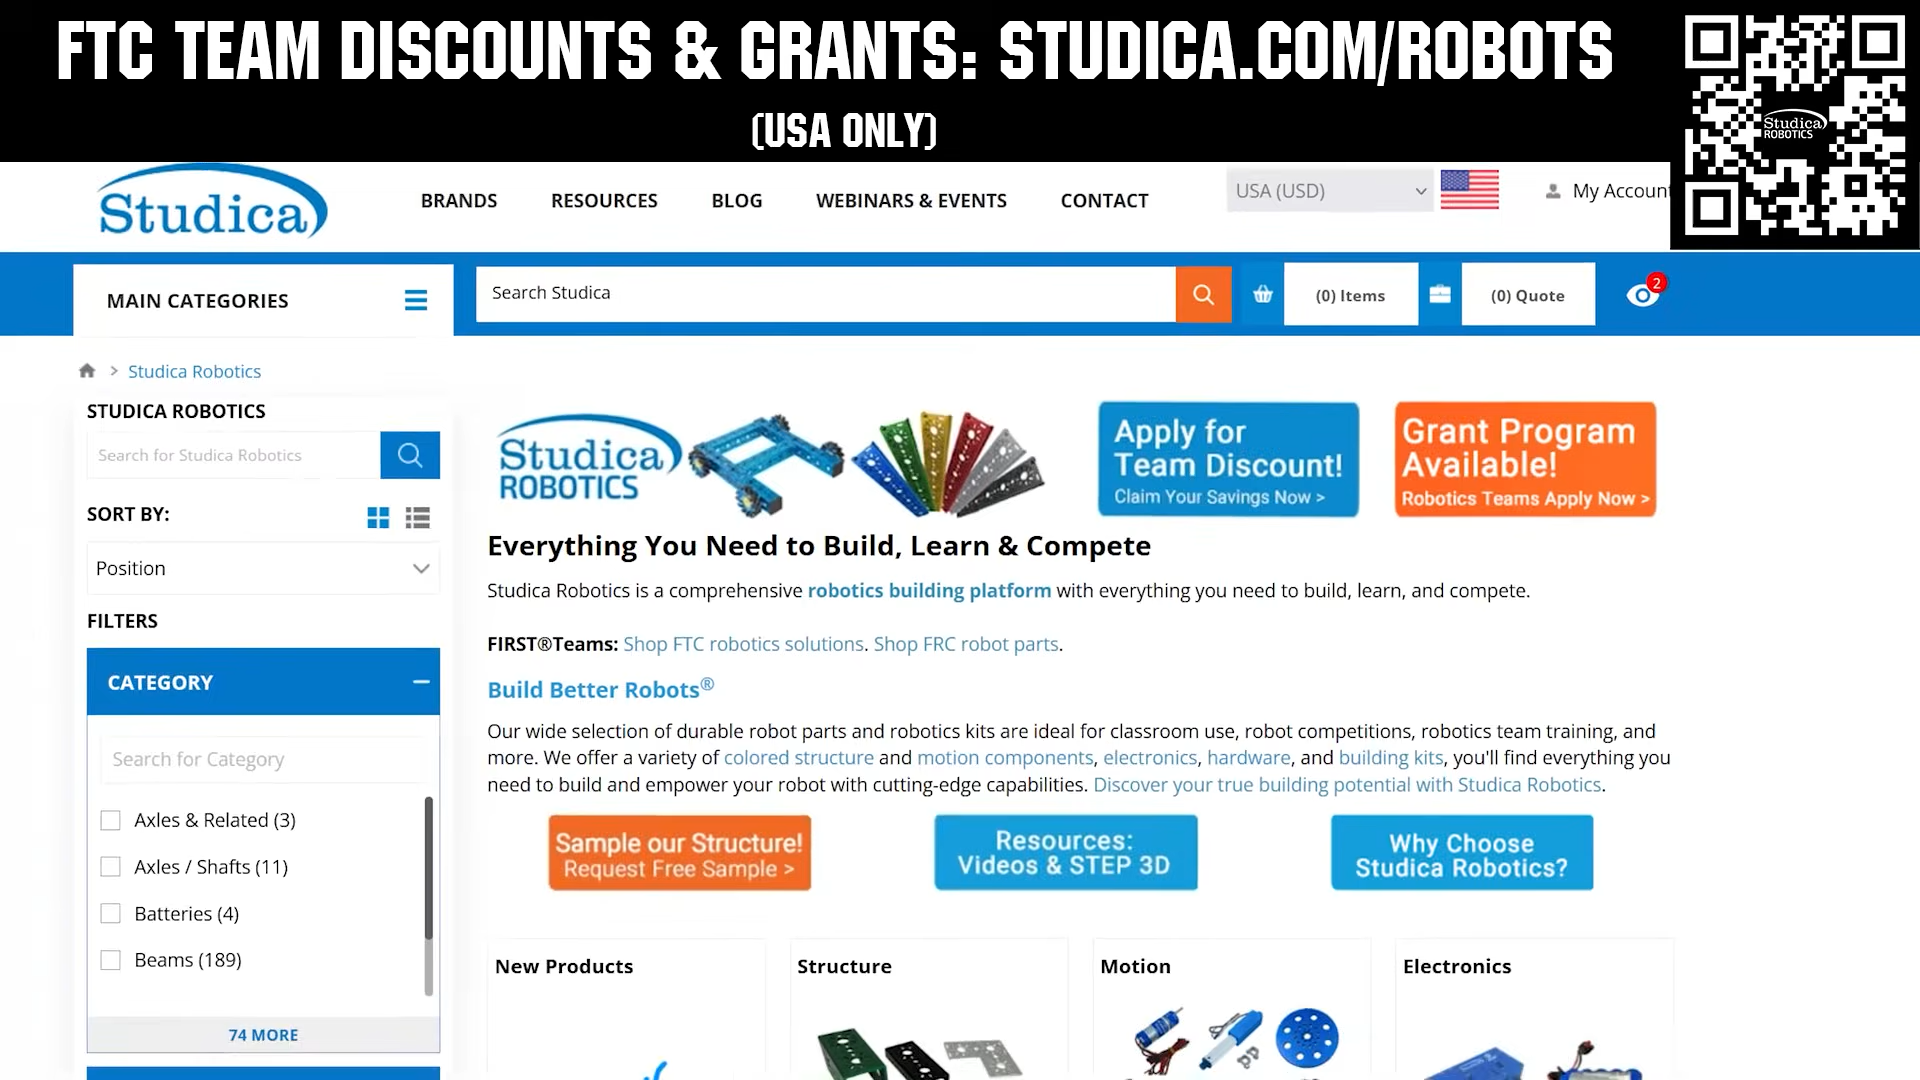 FTC TEAM DISCOUNTS & GRANTS: STUDICA.COM/ROBOTS
(USA ONLY)
Studica ROBOTICS
Studica
BRANDS
RESOURCES
BLOG
WEBINARS & EVENTS
CONTACT
USA (USD)
My Account
MAIN CATEGORIES
Search Studica
(0) Items
(0) Quote
2
> Studica Robotics
STUDICA ROBOTICS
Search for Studica Robotics
SORT BY:
Position
FILTERS
CATEGORY
Search for Category
Axles & Related (3)
Axles / Shafts (11)
Batteries (4)
Beams (189)
74 MORE
Studica
ROBOTICS
Apply for
Team Discount!
Claim Your Savings Now >
Grant Program
Available!
Robotics Teams Apply Now >
Everything You Need to Build, Learn & Compete
Studica Robotics is a comprehensive robotics building platform with everything you need to build, learn, and compete.
FIRST®Teams: Shop FTC robotics solutions. Shop FRC robot parts.
Build Better Robots®
Our wide selection of durable robot parts and robotics kits are ideal for classroom use, robot competitions, robotics team training, and
more. We offer a variety of colored structure and motion components, electronics, hardware, and building kits, you'll find everything you
need to build and empower your robot with cutting-edge capabilities. Discover your true building potential with Studica Robotics.
Sample our Structure!
Request Free Sample >
Resources:
Videos & STEP 3D
Why Choose
Studica Robotics?
New Products
Structure
Motion
Electronics